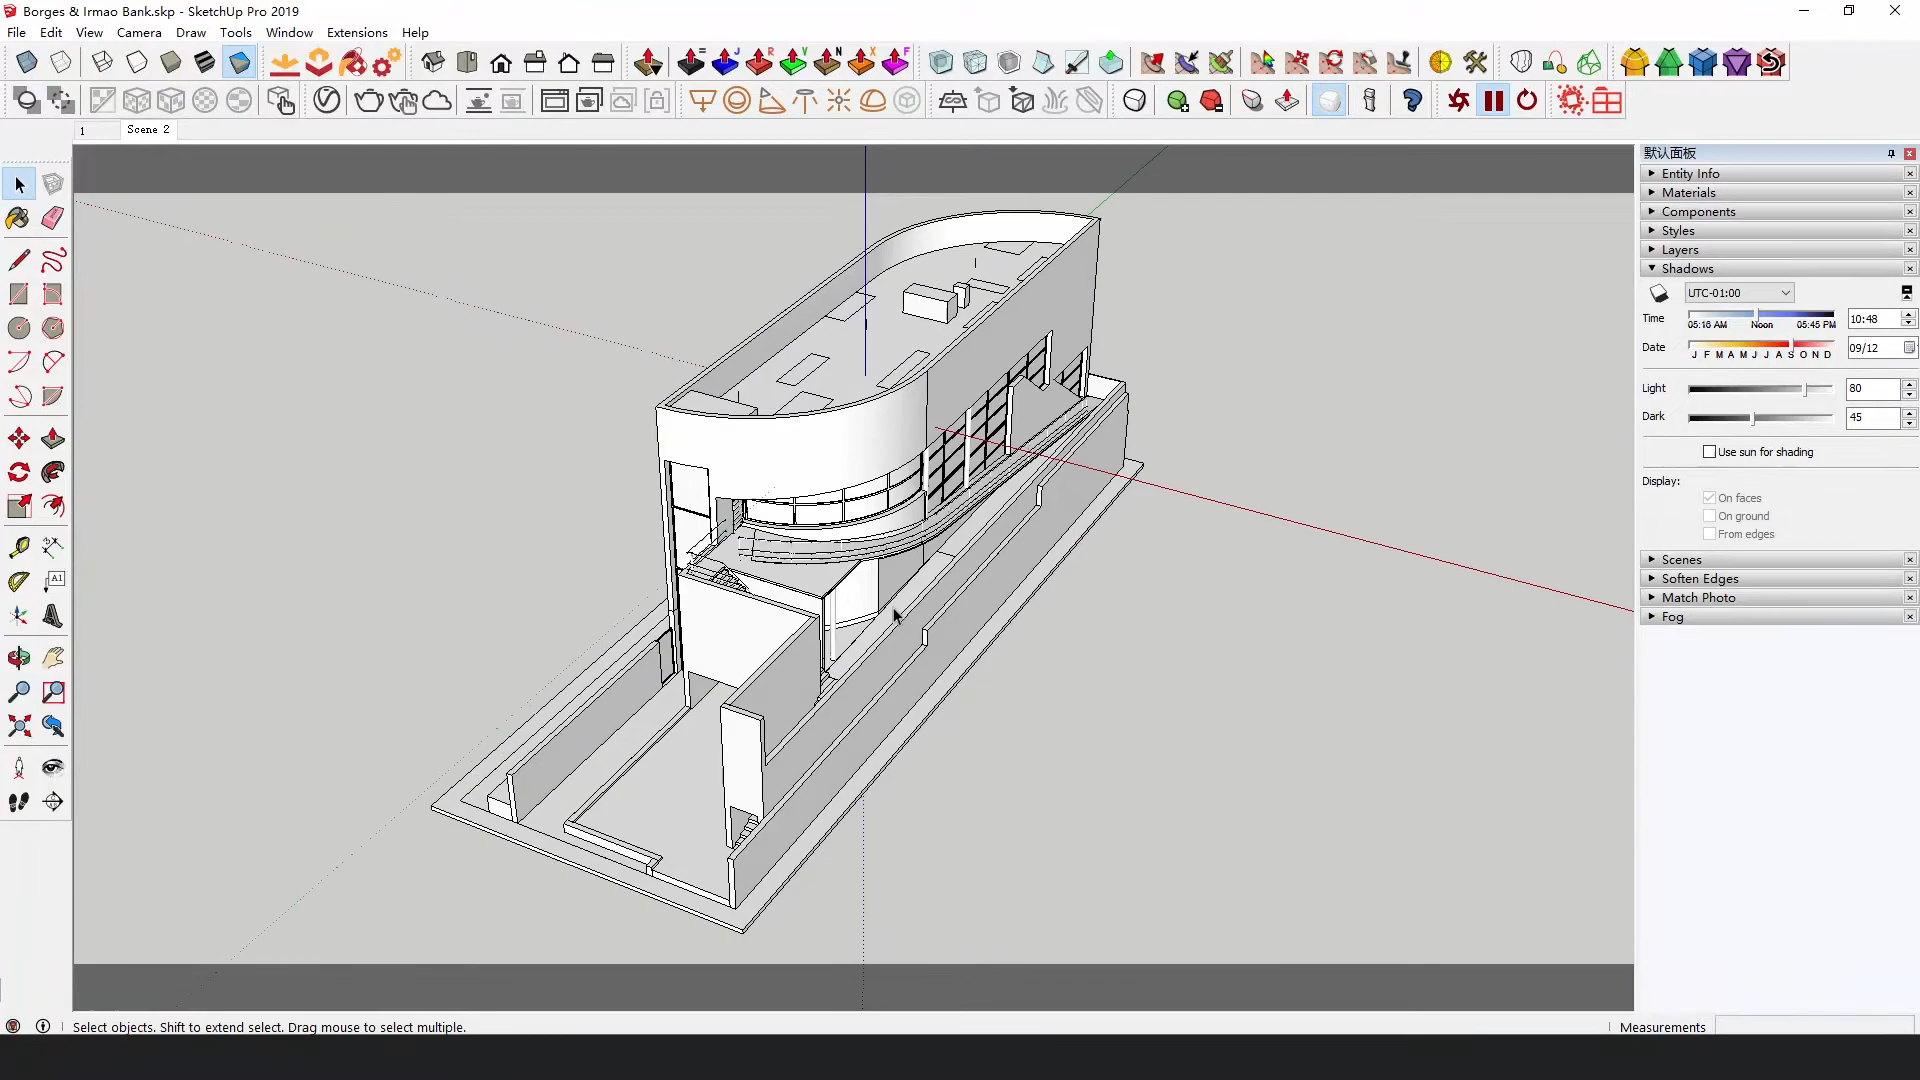 Borges & Irmao Bank.skp - SketchUp Pro 2019
File Edit View Camera Draw Tools Window Extensions Help
= J R V N X F
1 Scene 2
默认面板
Entity Info
Materials
Components
Styles
Layers
Shadows
UTC-01:00
Time 05:16 AM Noon 05:45 PM 10:48
Date J F M A M J J A S O N D 09/12
Light 80
Dark 45
Use sun for shading
Display:
On faces
On ground
From edges
Scenes
Soften Edges
Match Photo
Fog
A1
Select objects. Shift to extend select. Drag mouse to select multiple.
Measurements